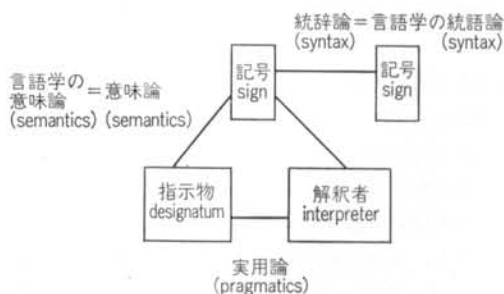 統辞論=言語学の統語論
(syntax) (syntax)
記号
sign
記号
sign
言語学の
意味論 = 意味論
(semantics) (semantics)
指示物
designatum
解釈者
interpreter
実用論
(pragmatics)